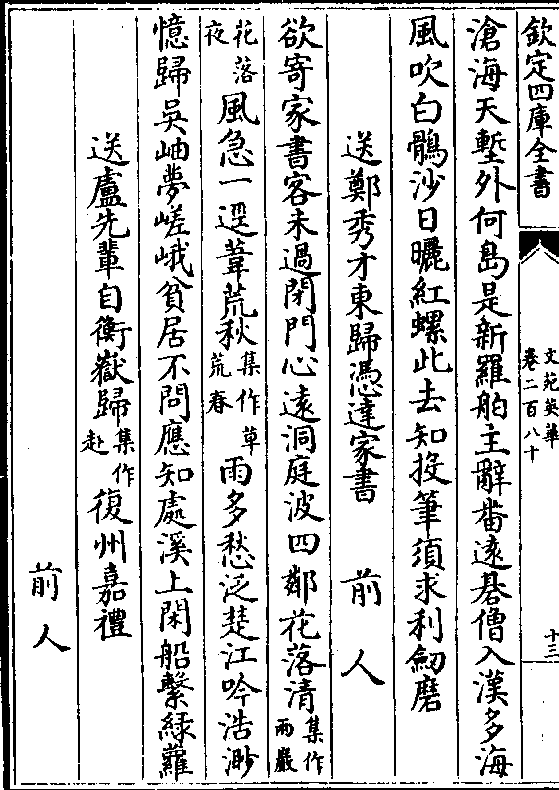 欽定四庫全書
文苑英華
卷二百八十
十三
滄海天塹外何島是新羅舶主辭番遠碁僧入漢多海
風吹白鶻沙日曬紅螺此去知投筆須求利劒磨
送鄭秀才東歸憑達家書
前人
欲寄家書客未過閉門心遠洞庭波四鄰花落清集作雨巖
花落夜風急一逕葦荒秋集作草荒春雨多愁泛楚江吟浩渺
憶歸吳岫夢嵯峨貧居不問應知處溪上閑船繫緑蘿
送盧先輩自衡嶽歸集作赴復州嘉禮
前人